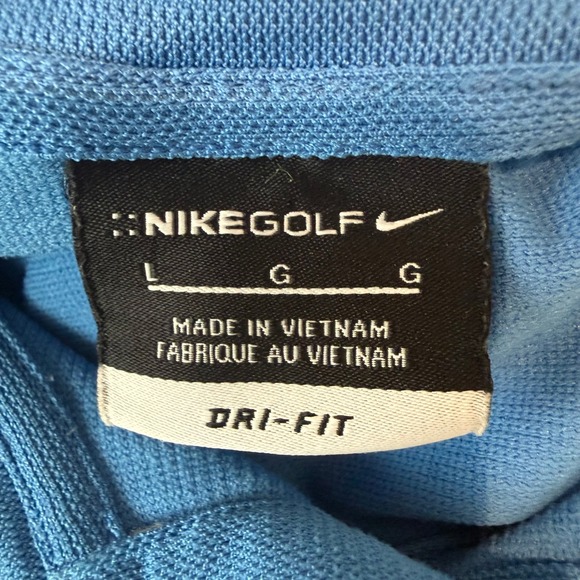 NIKEGOLF
L G G
MADE IN VIETNAM
FABRIQUE AU VIETNAM
DRI-FIT